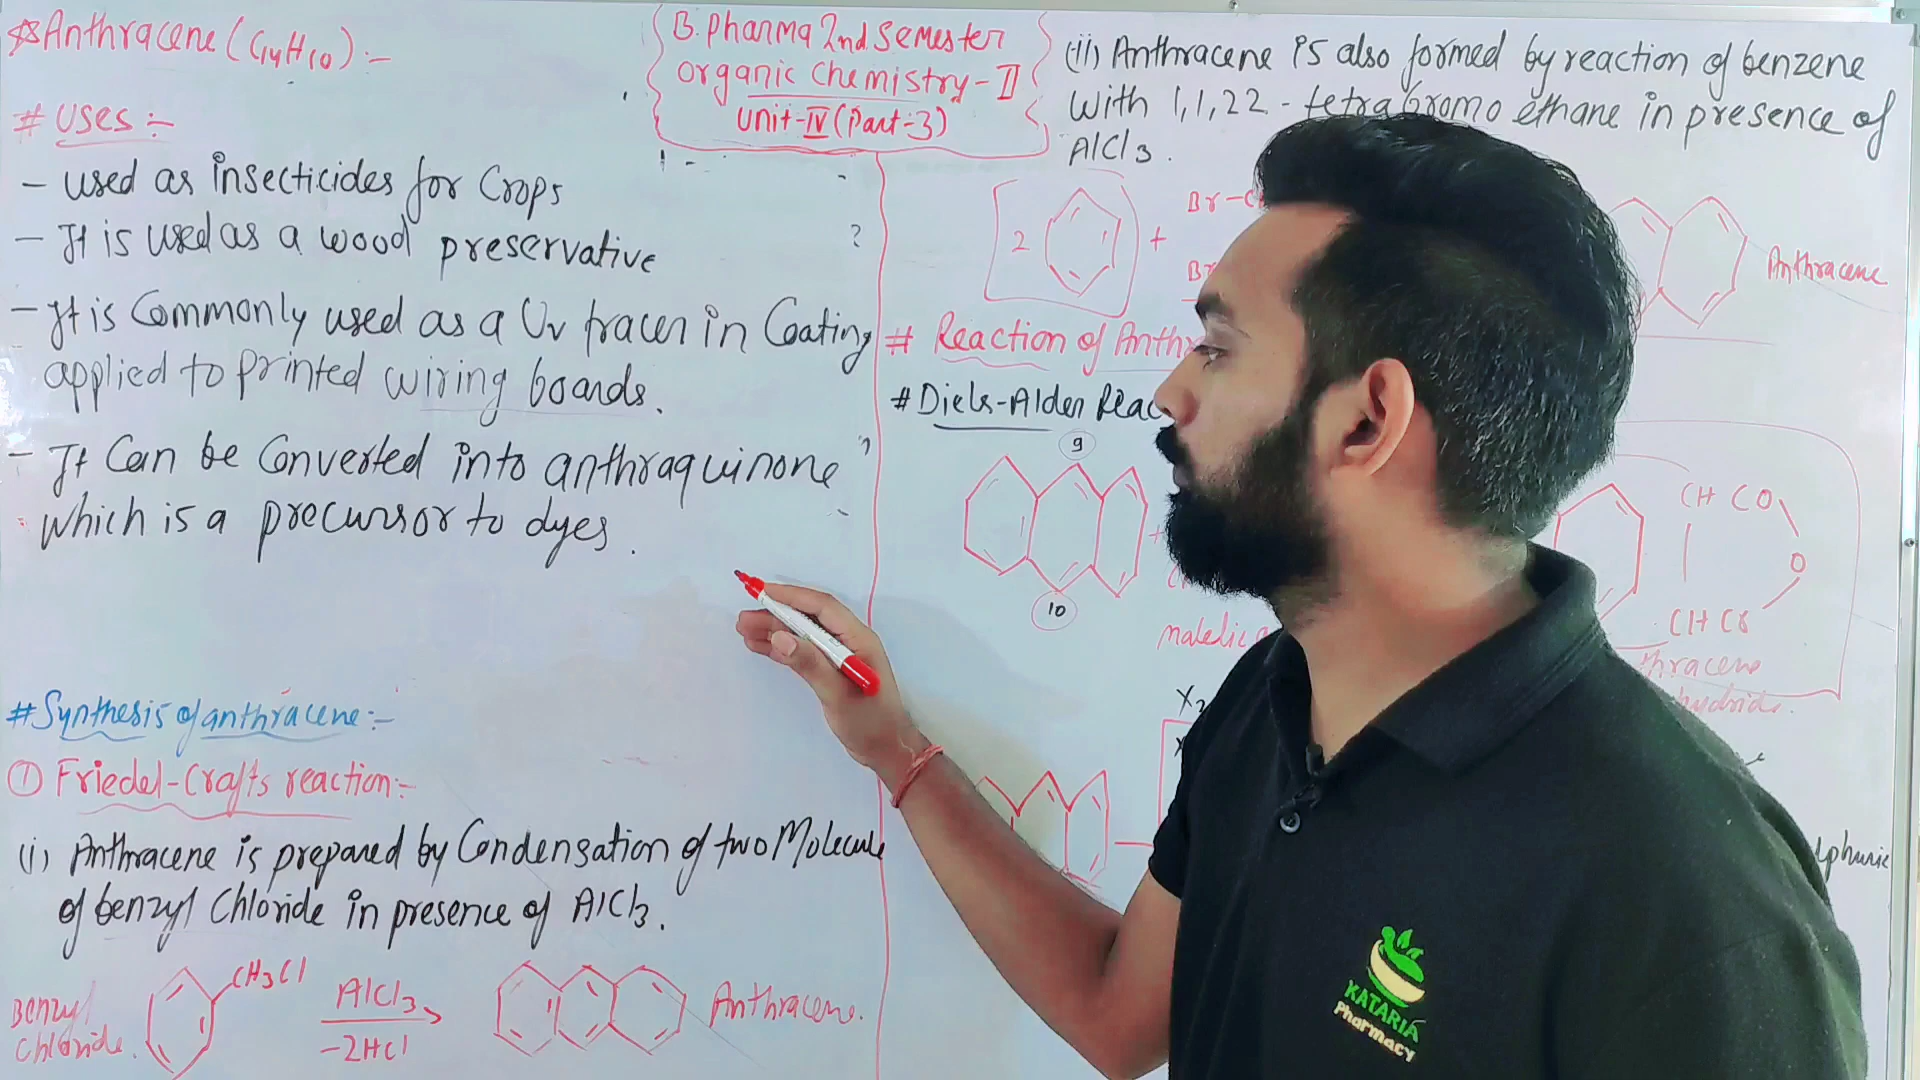 ☆Anthracene (C14H10):-
# Uses:-
- Used as insecticides for Crops
- It is used as a wood preservative
- It is Commonly used as a Uv tracer in Coating
applied to printed wiring boards.
- It Can be Converted into anthraquinone
which is a precursor to dyes.
#Synthesis of anthracene:-
① Friedel-Crafts reaction:-
(i) Anthracene is prepared by Condensation of two Molecule
of benzyl Chloride in presence of AlCl3.
Benzyl
Chloride.
CH3Cl
AlCl3
-2HCl
Anthracene.
B. Pharma 2nd Semester
Organic Chemistry-II
Unit-IV (Part-3)
(ii) Anthracene is also formed by reaction of benzene
with 1,1,22-tetrabromo ethane in presence of
AlCl3.
2
+
Br-C
Br
Anthracene
# Reaction of Anthr
#Diels-Alder Reac
9
10
+
CH CO
O
CH CO
maleic a
thracene
hydride.
X2
lphuric
KATARIA
Pharmacy